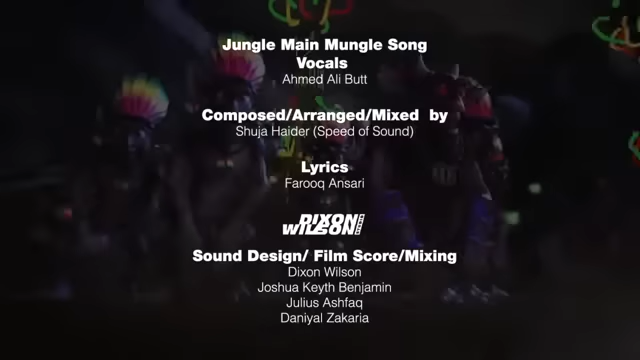 Jungle Main Mungle Song
Vocals
Ahmed Ali Butt
Composed/Arranged/Mixed by
Shuja Haider (Speed of Sound)
Lyrics
Farooq Ansari
DIXON
WILSON
Sound Design/ Film Score/Mixing
Dixon Wilson
Joshua Keyth Benjamin
Julius Ashfaq
Daniyal Zakaria